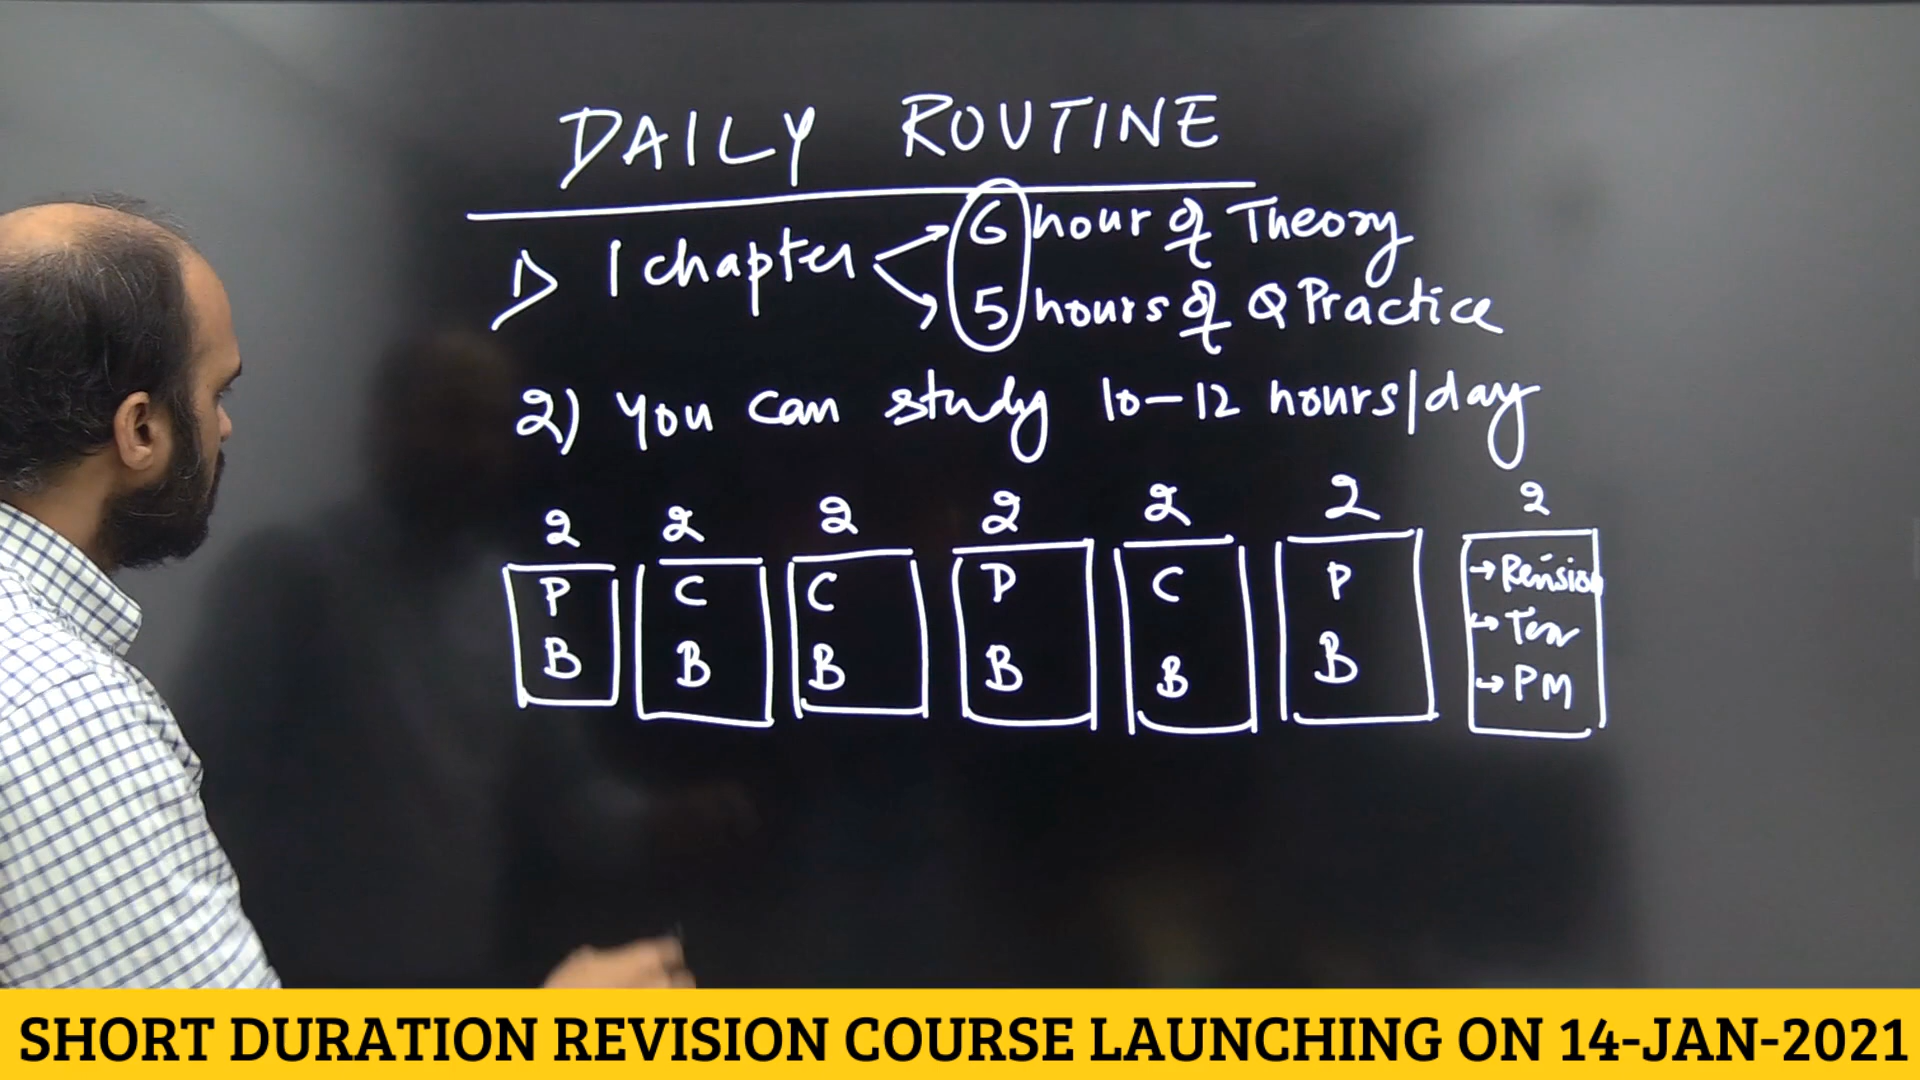 DAILY ROUTINE
1) 1 chapter
6 hour of Theory
5 hours of Q Practice
2) You can study 10-12 hours/day
2 2 2 2 2 2 2
P C C P C P → Revision
B B B B B B → Test
→ PM
SHORT DURATION REVISION COURSE LAUNCHING ON 14-JAN-2021